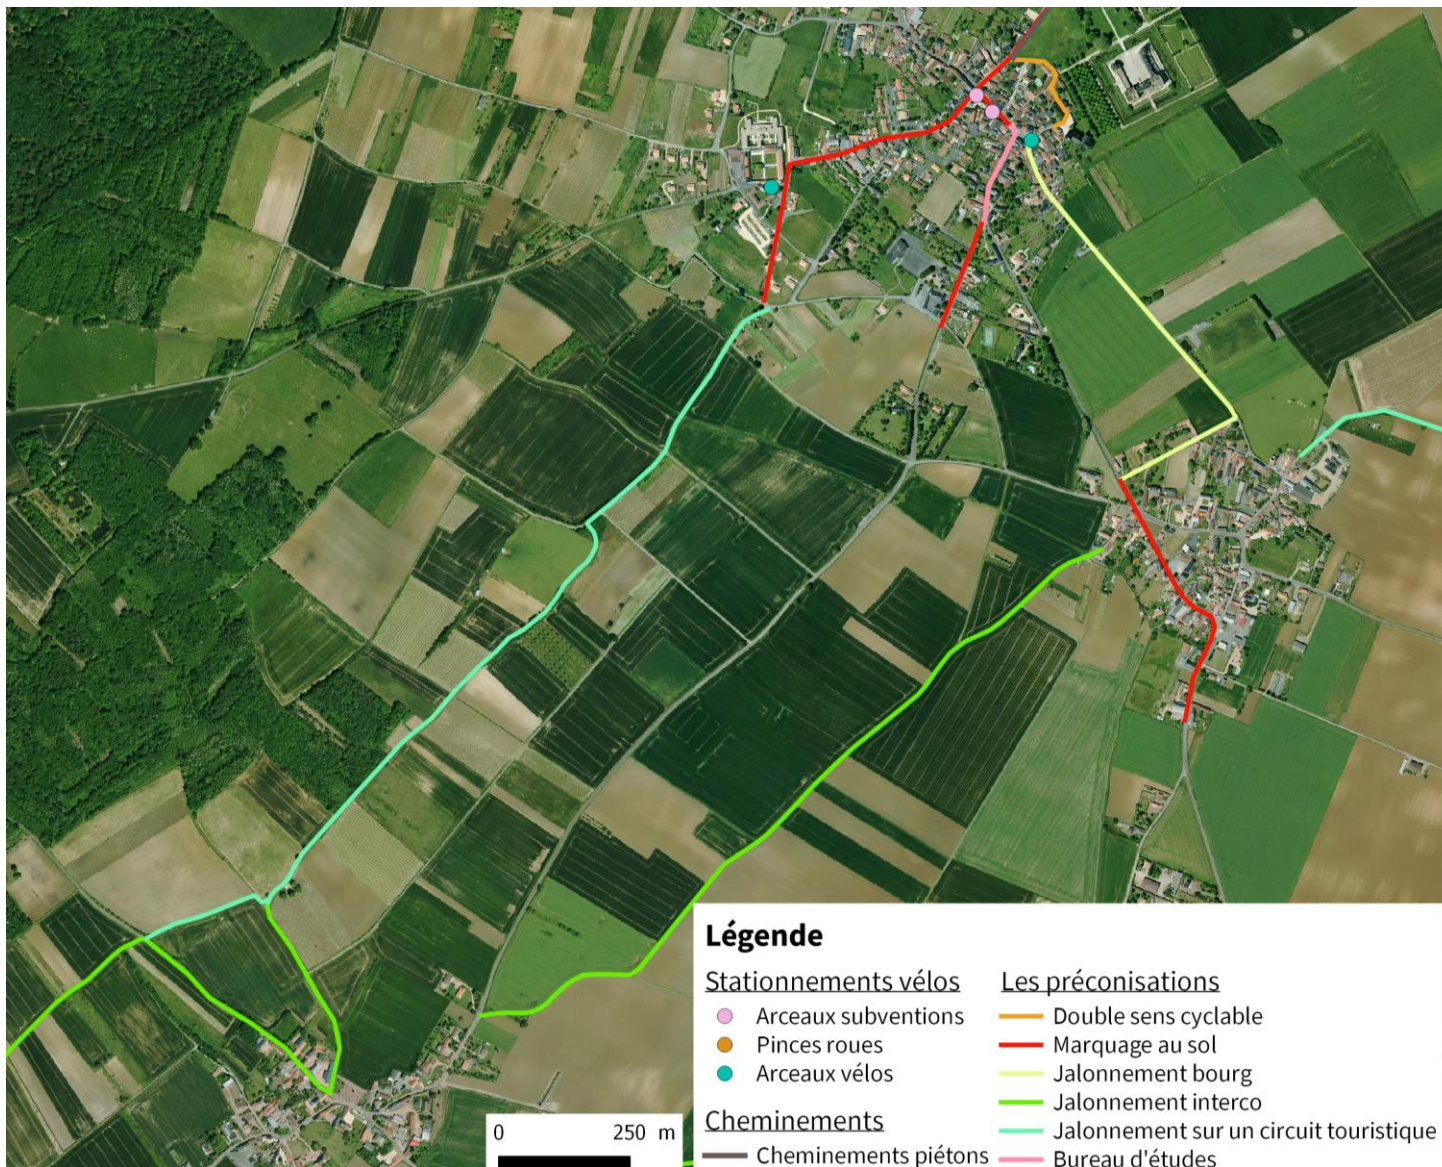 Légende
Stationnements vélos
Arceaux subventions
Pinces roues
Arceaux vélos
Cheminements
Cheminements piétons
Les préconisations
Double sens cyclable
Marquage au sol
Jalonnement bourg
Jalonnement interco
Jalonnement sur un circuit touristique
Bureau d'études
0 250 m